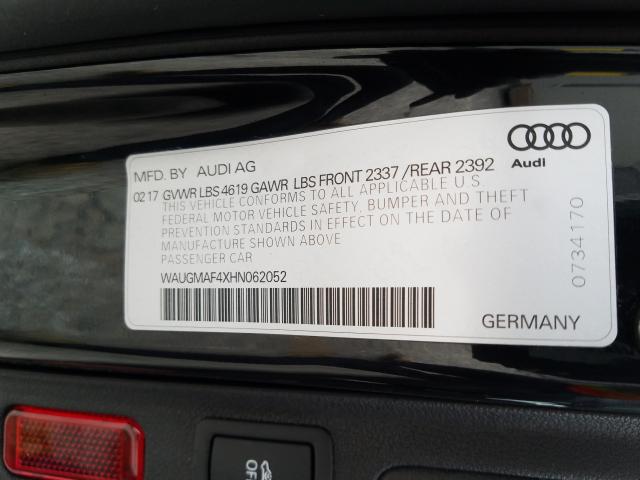 MFD. BY AUDI AG
Audi
02 17 GVWR LBS 4619 GAWR LBS FRONT 2337 /REAR 2392
THIS VEHICLE CONFORMS TO ALL APPLICABLE U S
FEDERAL MOTOR VEHICLE SAFETY, BUMPER AND THEFT
PREVENTION STANDARDS IN EFFECT ON THE DATE OF
MANUFACTURE SHOWN ABOVE
PASSENGER CAR
WAUGMAF4XHN062052
0734170
GERMANY
OFF